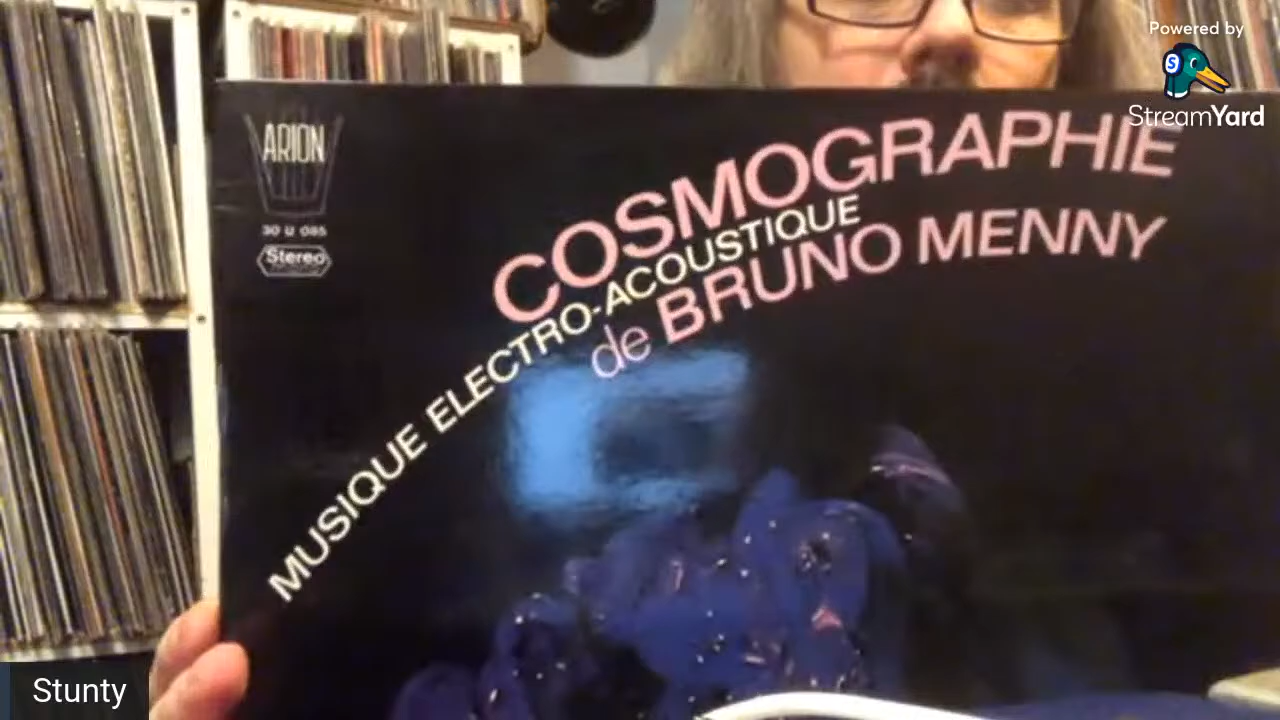 Powered by
StreamYard
ARION
30 U 085
Stereo
COSMOGRAPHIE
MUSIQUE ELECTRO-ACOUSTIQUE
de BRUNO MENNY
Stunty